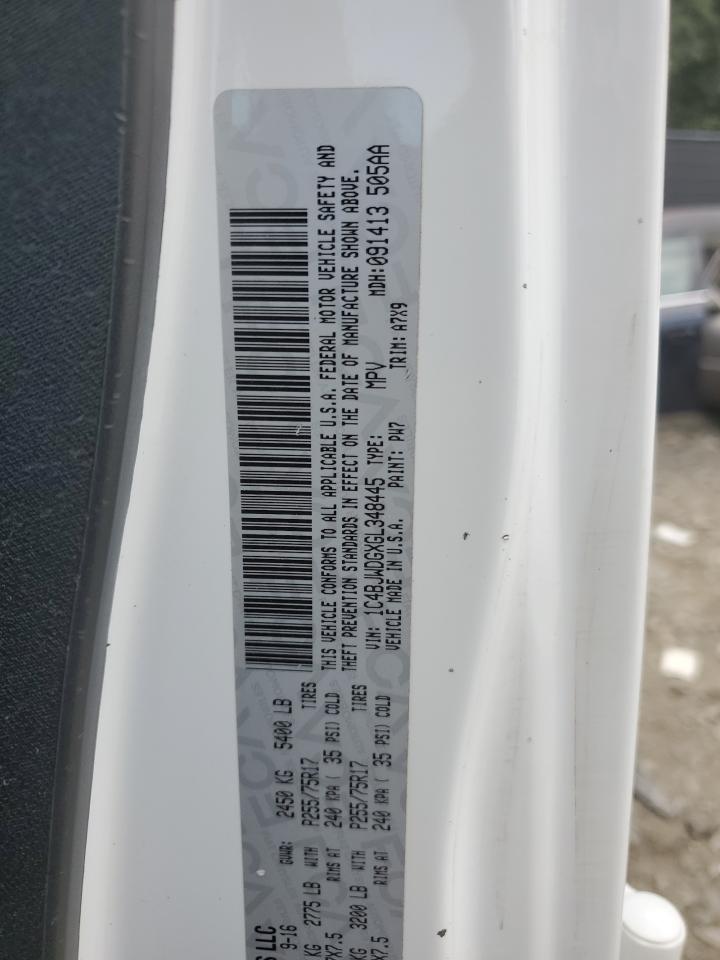 S LLC
9-16 GVWR: 2450 KG 5400 LB
KG 2775 LB WITH P255/75R17 TIRES
7X7.5 RIMS AT 240 KPA ( 35 PSI) COLD
KG 3200 LB WITH P255/75R17 TIRES
7X7.5 RIMS AT 240 KPA ( 35 PSI) COLD
THIS VEHICLE CONFORMS TO ALL APPLICABLE U.S.A. FEDERAL MOTOR VEHICLE SAFETY AND
THEFT PREVENTION STANDARDS IN EFFECT ON THE DATE OF MANUFACTURE SHOWN ABOVE.
VIN: 1C4BJWDGXGL348445 TYPE: MPV MDH:091413 505AA
VEHICLE MADE IN U.S.A. PAINT: PW7 TRIM: A7X9